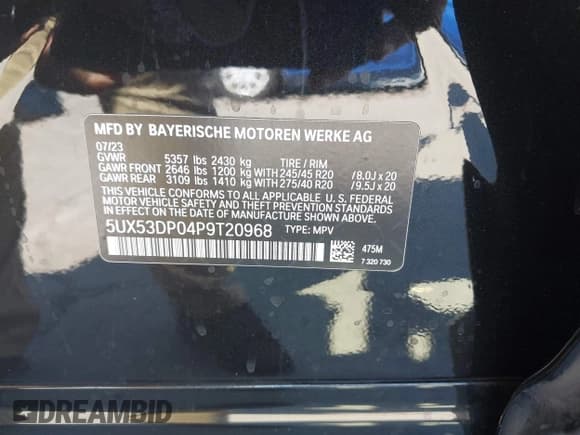 MFD BY BAYERISCHE MOTOREN WERKE AG
07/23
GVWR 5357 lbs 2430 kg TIRE / RIM
GAWR FRONT 2646 lbs 1200 kg WITH 245/45 R20 /8.0J x 20
GAWR REAR 3109 lbs 1410 kg WITH 275/40 R20 /9.5J x 20
THIS VEHICLE CONFORMS TO ALL APPLICABLE U. S. FEDERAL
MOTOR VEHICLE SAFETY, BUMPER, AND THEFT PREVENTION
STANDARDS IN EFFECT ON THE DATE OF MANUFACTURE SHOWN ABOVE.
5UX53DP04P9T20968 TYPE: MPV
475M
7 320 730
DREAMBID